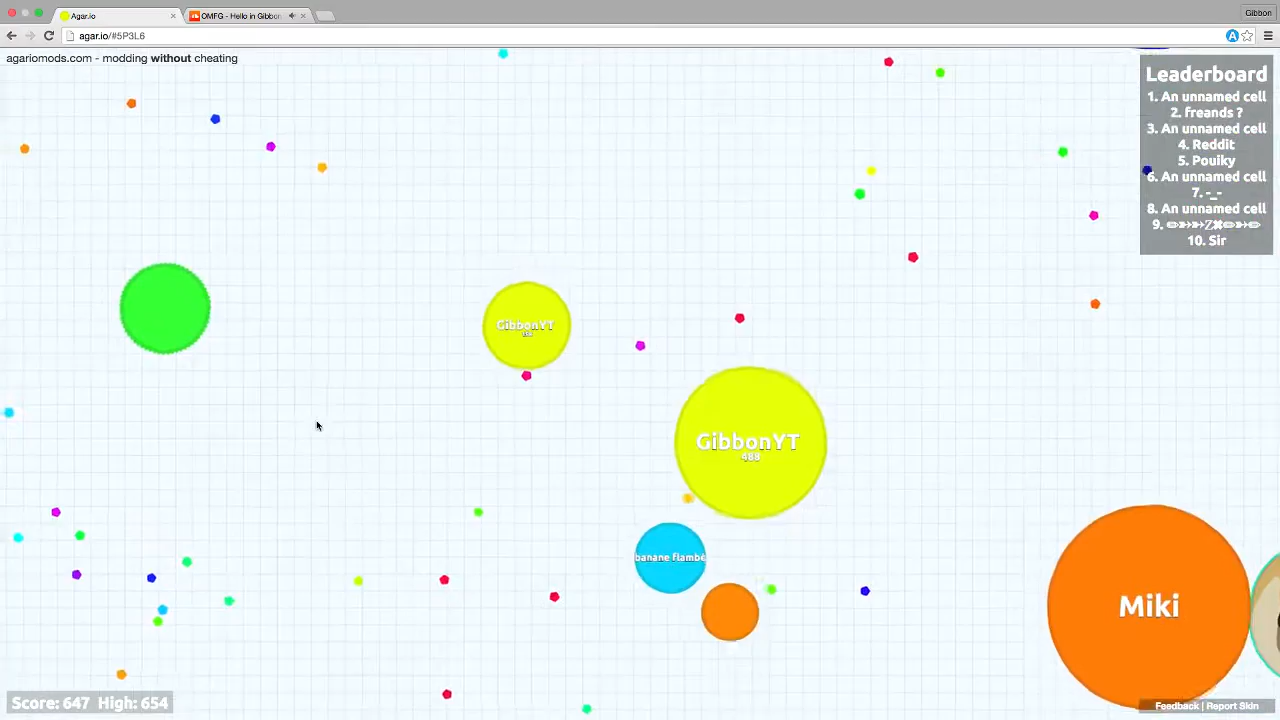 Agar.io
OMFG - Hello in Gibbon
Gibbon
agar.io/#5P3L6
agariomods.com - modding without cheating
Leaderboard
1. An unnamed cell
2. freands ?
3. An unnamed cell
4. Reddit
5. Pouiky
6. An unnamed cell
7. -_-
8. An unnamed cell
10. Sir
GibbonYT
GibbonYT
488
banane flambé
Miki
Score: 647 High: 654
Feedback | Report Skin